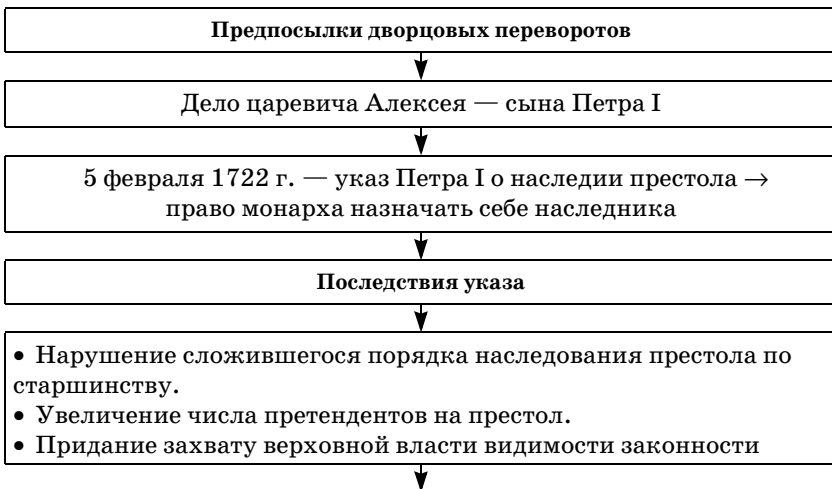 Предпосылки дворцовых переворотов
Дело царевича Алексея — сына Петра I
5 февраля 1722 г. — указ Петра I о наследии престола →
право монарха назначать себе наследника
Последствия указа
• Нарушение сложившегося порядка наследования престола по
старшинству.
• Увеличение числа претендентов на престол.
• Придание захвату верховной власти видимости законности